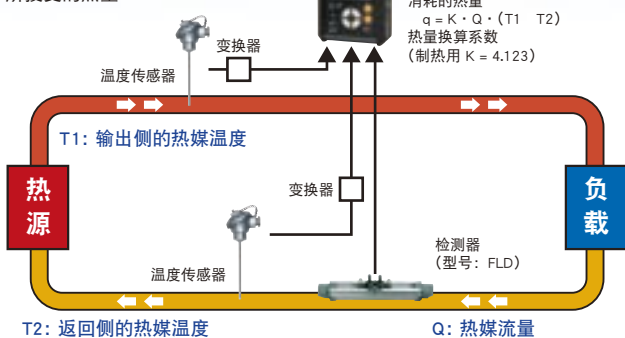 消耗的热量
q = K・Q・(T1 T2)
热量换算系数
(制热用 K = 4.123)
变换器
温度传感器
T1: 输出侧的热媒温度
热源
负载
变换器
检测器
(型号: FLD)
温度传感器
T2: 返回侧的热媒温度
Q: 热媒流量